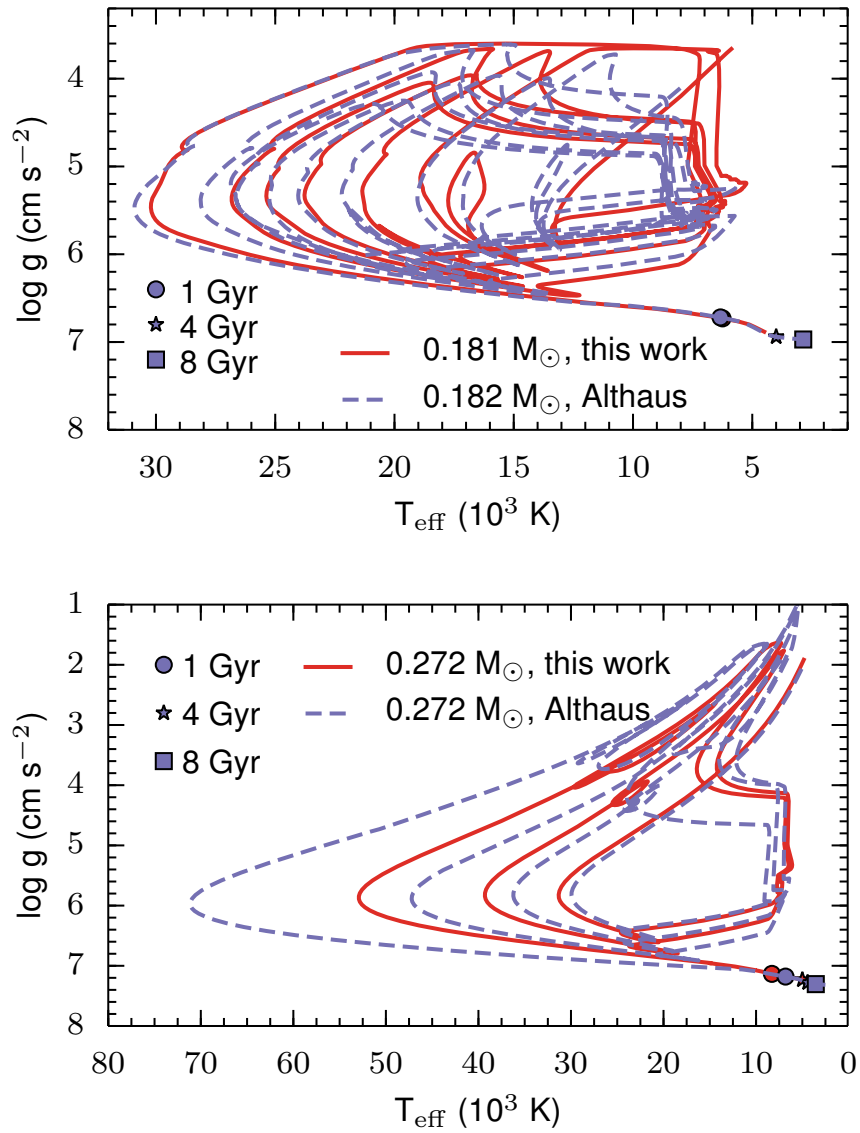 4
5
6
7
8
log g (cm s⁻²)
1 Gyr
4 Gyr
8 Gyr
0.181 M⊙, this work
0.182 M⊙, Althaus
30 25 20 15 10 5
T_eff (10³ K)
1
2
3
4
5
6
7
8
log g (cm s⁻²)
1 Gyr
4 Gyr
8 Gyr
0.272 M⊙, this work
0.272 M⊙, Althaus
80 70 60 50 40 30 20 10 0
T_eff (10³ K)